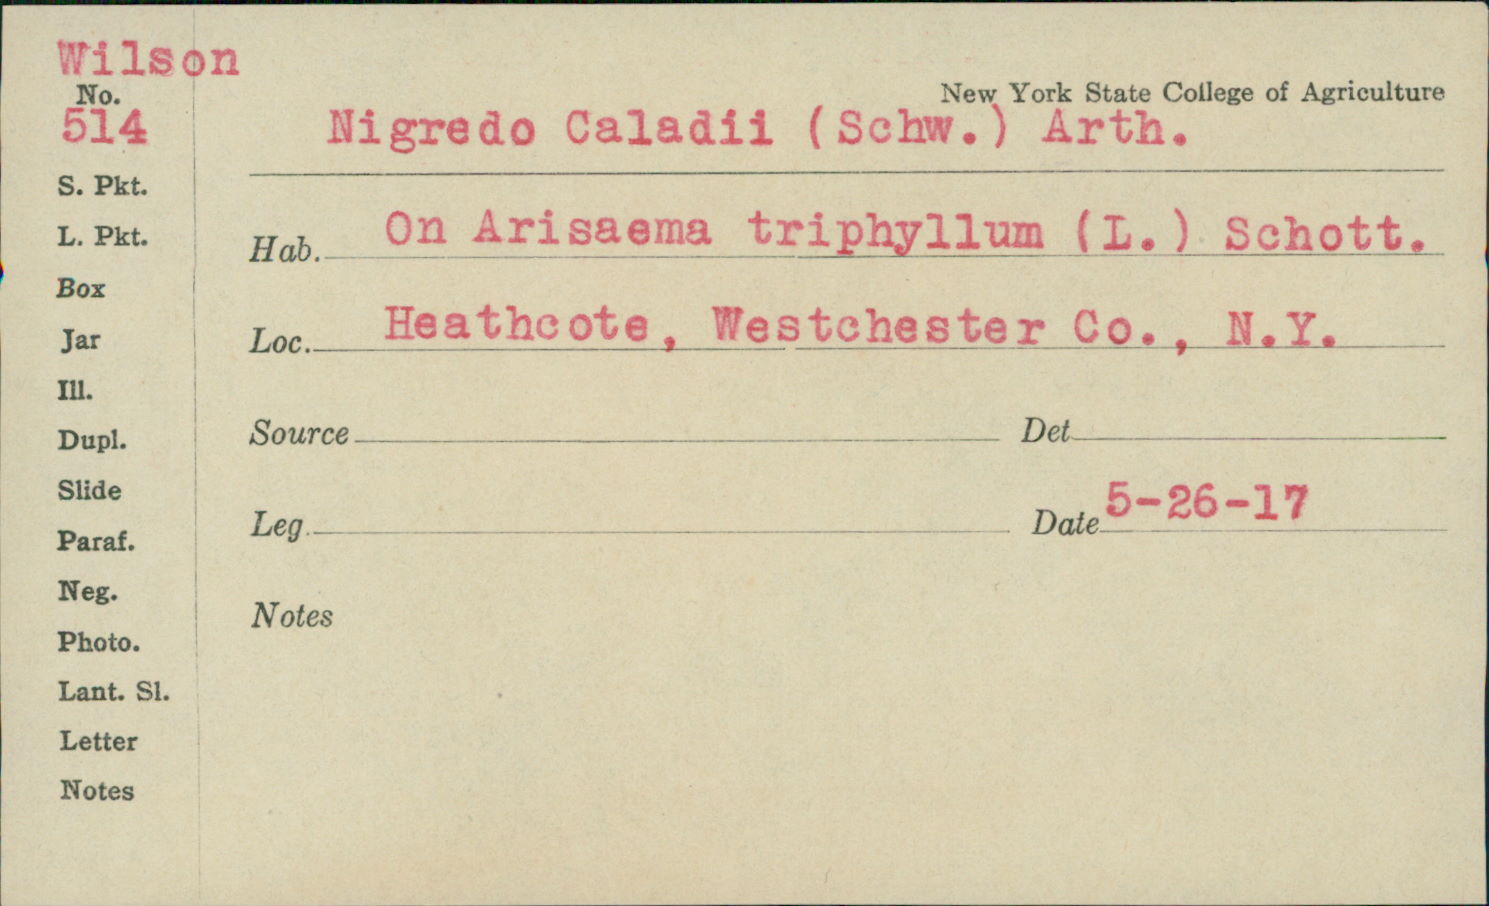 Wilson
No.
514
New York State College of Agriculture
Nigredo Caladii (Schw.) Arth.
S. Pkt.
L. Pkt.
Box
Jar
Ill.
Dupl.
Slide
Paraf.
Neg.
Photo.
Lant. Sl.
Letter
Notes
Hab. On Arisaema triphyllum (L.) Schott.
Loc. Heathcote, Westchester Co., N.Y.
Source Det
Leg. Date 5-26-17
Notes